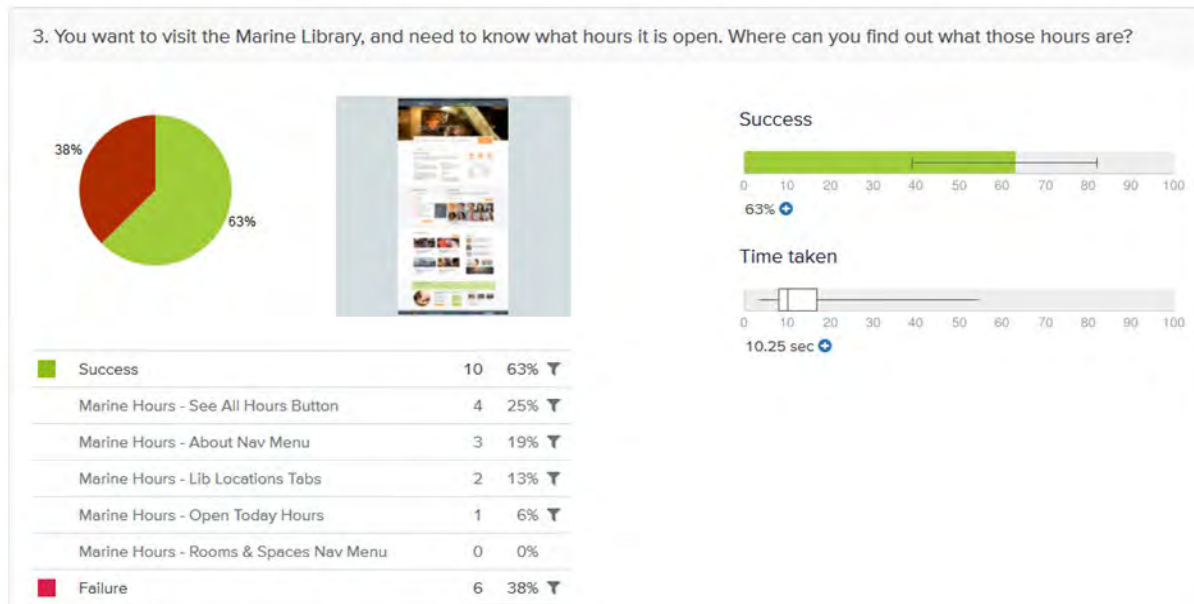 3. You want to visit the Marine Library, and need to know what hours it is open. Where can you find out what those hours are?
38%
63%
Success
0 10 20 30 40 50 60 70 80 90 100
63%
Time taken
0 10 20 30 40 50 60 70 80 90 100
10.25 sec
Success 10 63%
Marine Hours - See All Hours Button 4 25%
Marine Hours - About Nav Menu 3 19%
Marine Hours - Lib Locations Tabs 2 13%
Marine Hours - Open Today Hours 1 6%
Marine Hours - Rooms & Spaces Nav Menu 0 0%
Failure 6 38%